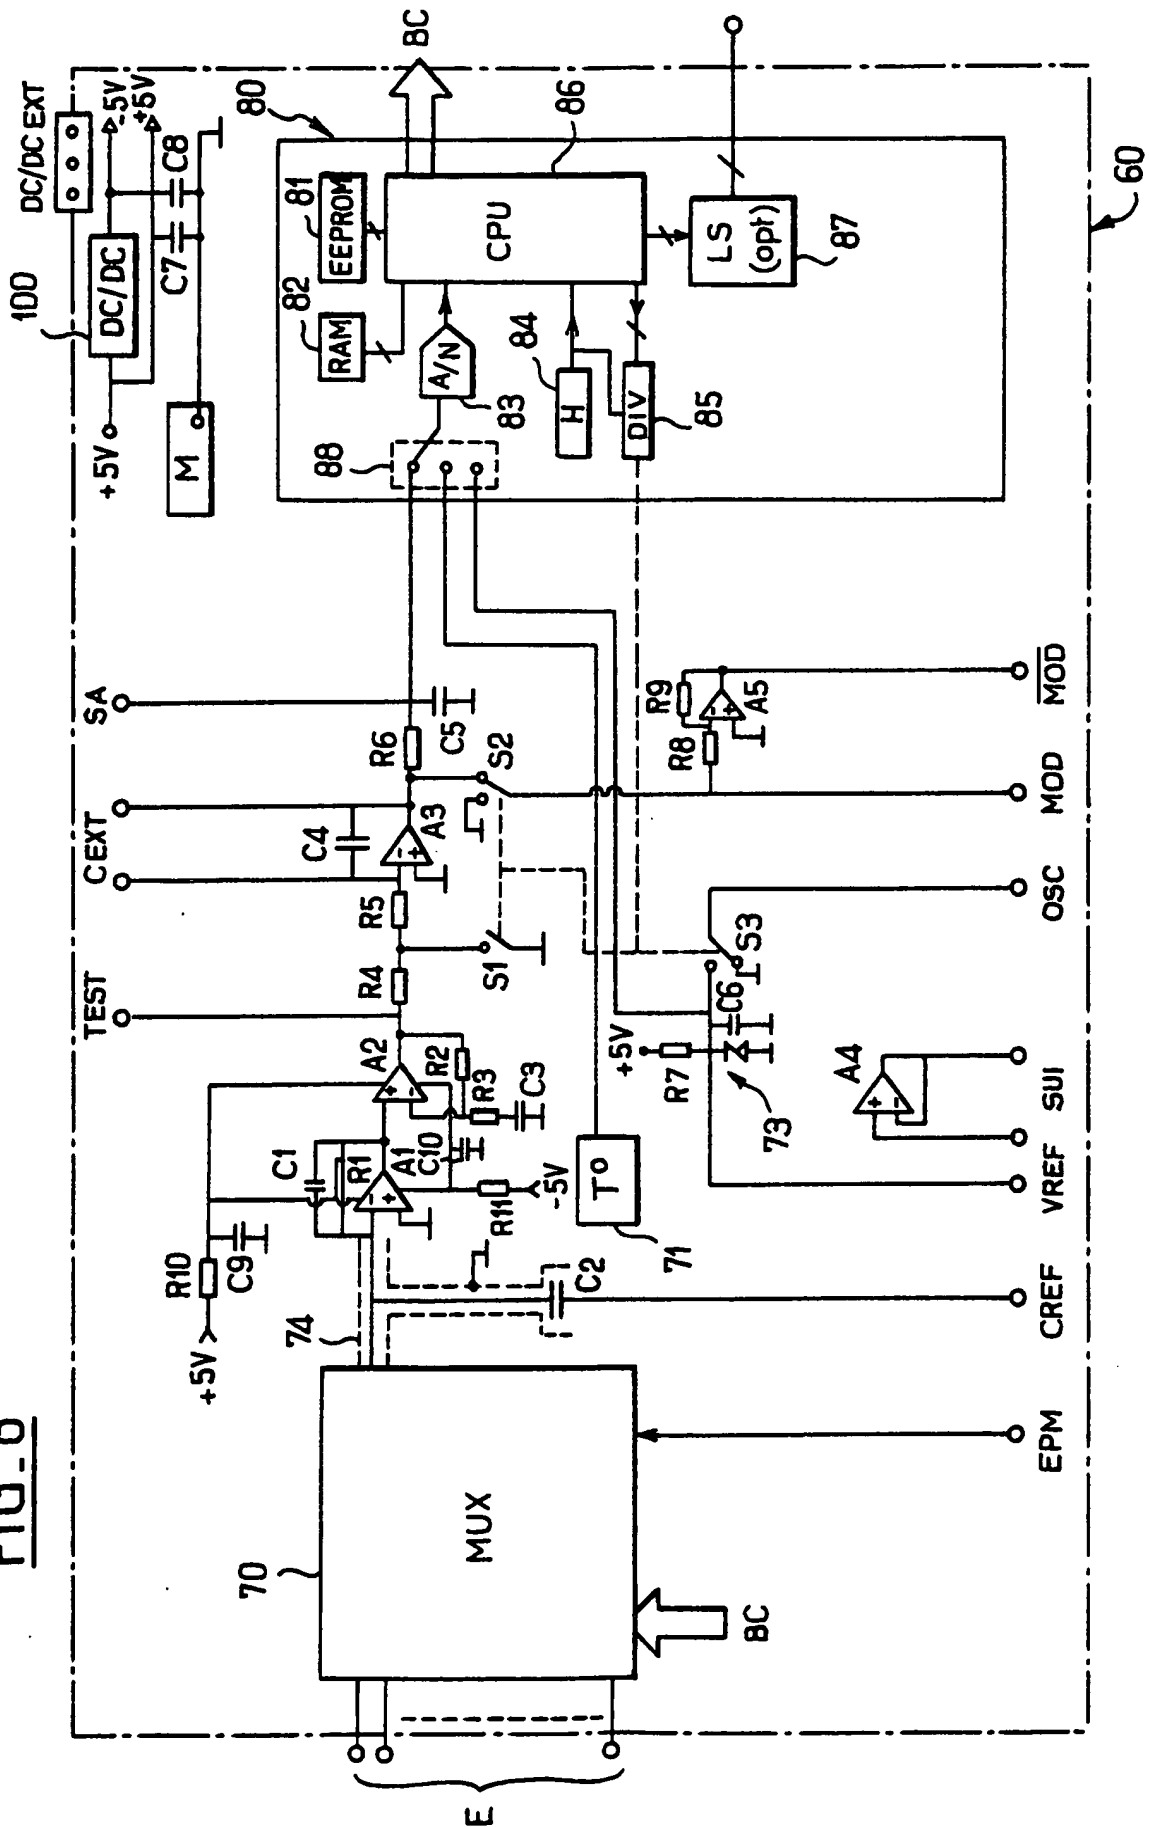 FIG_6
60
DC/DC EXT
-5V
+5V
100
DC/DC
+5V
C7
C8
M
BC
80
81
EEPROM
82
RAM
86
CPU
A/N
83
88
84
H
DIV
85
LS
(opt)
87
SA
CEXT
TEST
C4
A3
R5
R4
R6
C5
S2
S1
A2
R2
R3
C3
C1
R1
A1
C10
R11
-5V
R10
+5V
C9
74
C2
T°
71
+5V
R7
C6
73
S3
A4
R9
R8
A5
70
MUX
BC
E
EPM
CREF
VREF
SUI
OSC
MOD
MOD